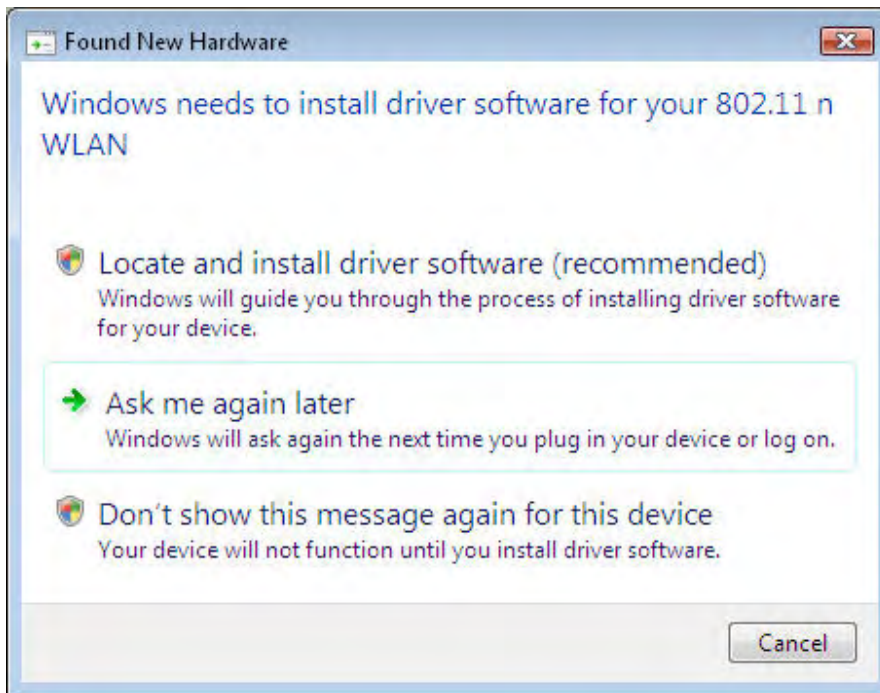 Found New Hardware
Windows needs to install driver software for your 802.11 n
WLAN
Locate and install driver software (recommended)
Windows will guide you through the process of installing driver software
for your device.
Ask me again later
Windows will ask again the next time you plug in your device or log on.
Don't show this message again for this device
Your device will not function until you install driver software.
Cancel